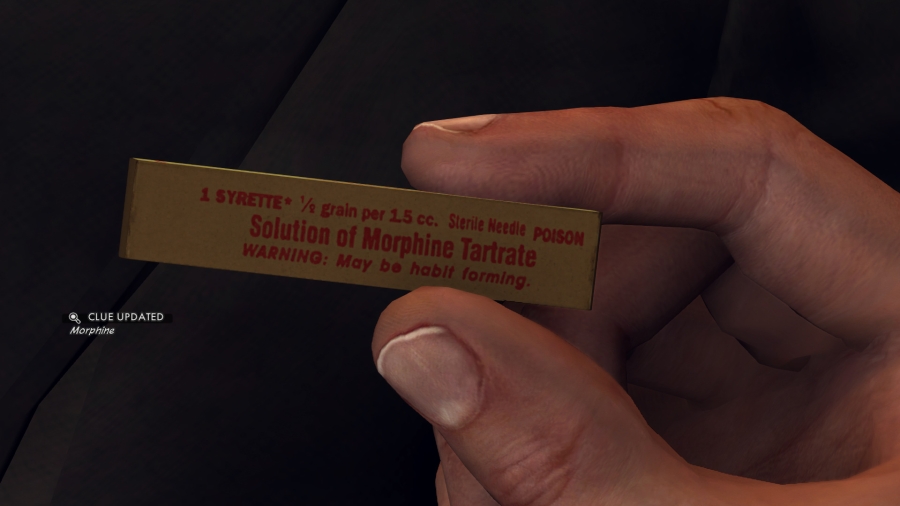 1 SYRETTE* ½ grain per 1.5 cc. Sterile Needle POISON
Solution of Morphine Tartrate
WARNING: May be habit forming.
CLUE UPDATED
Morphine